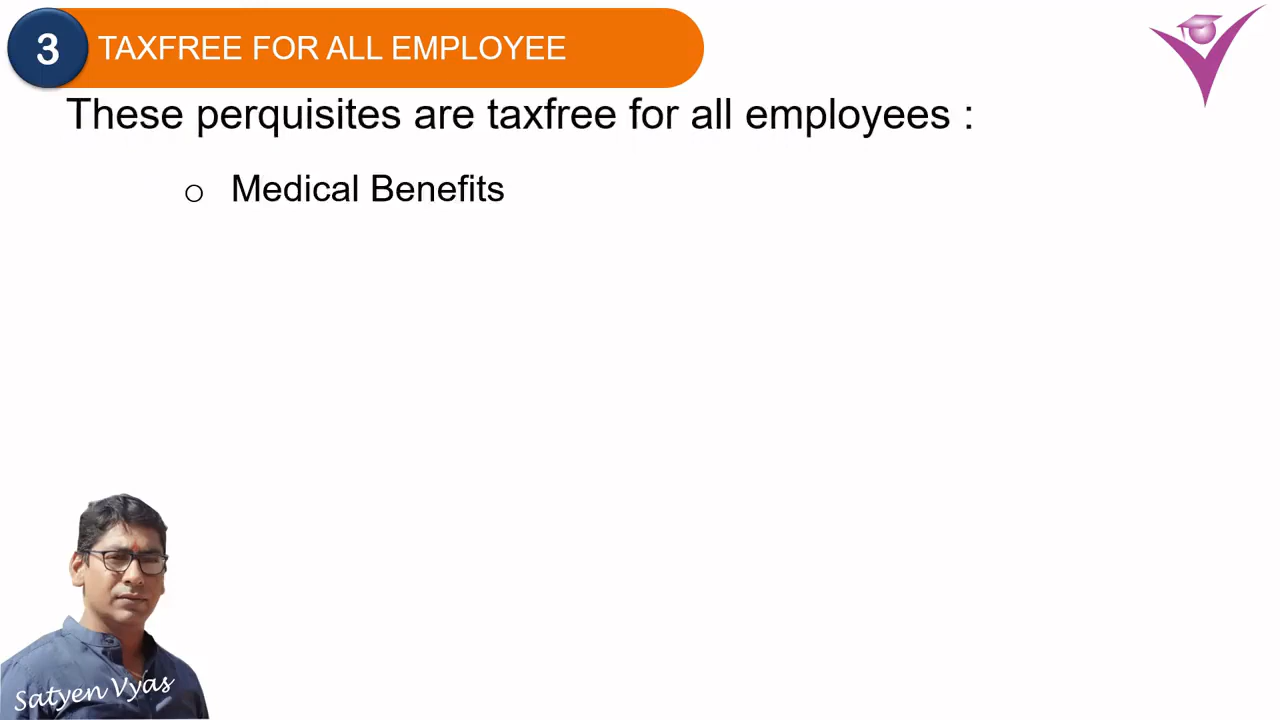 3
TAXFREE FOR ALL EMPLOYEE
These perquisites are taxfree for all employees :
o Medical Benefits
Satyen Vyas